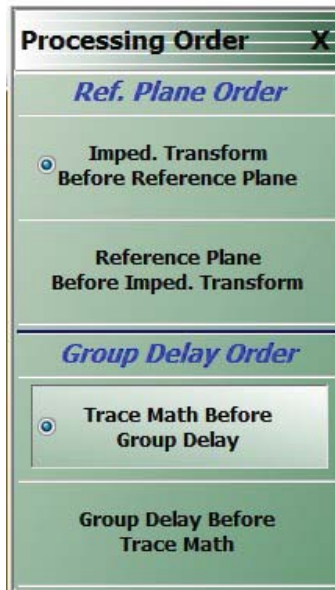 Processing Order X
Ref. Plane Order
Imped. Transform
Before Reference Plane
Reference Plane
Before Imped. Transform
Group Delay Order
Trace Math Before
Group Delay
Group Delay Before
Trace Math